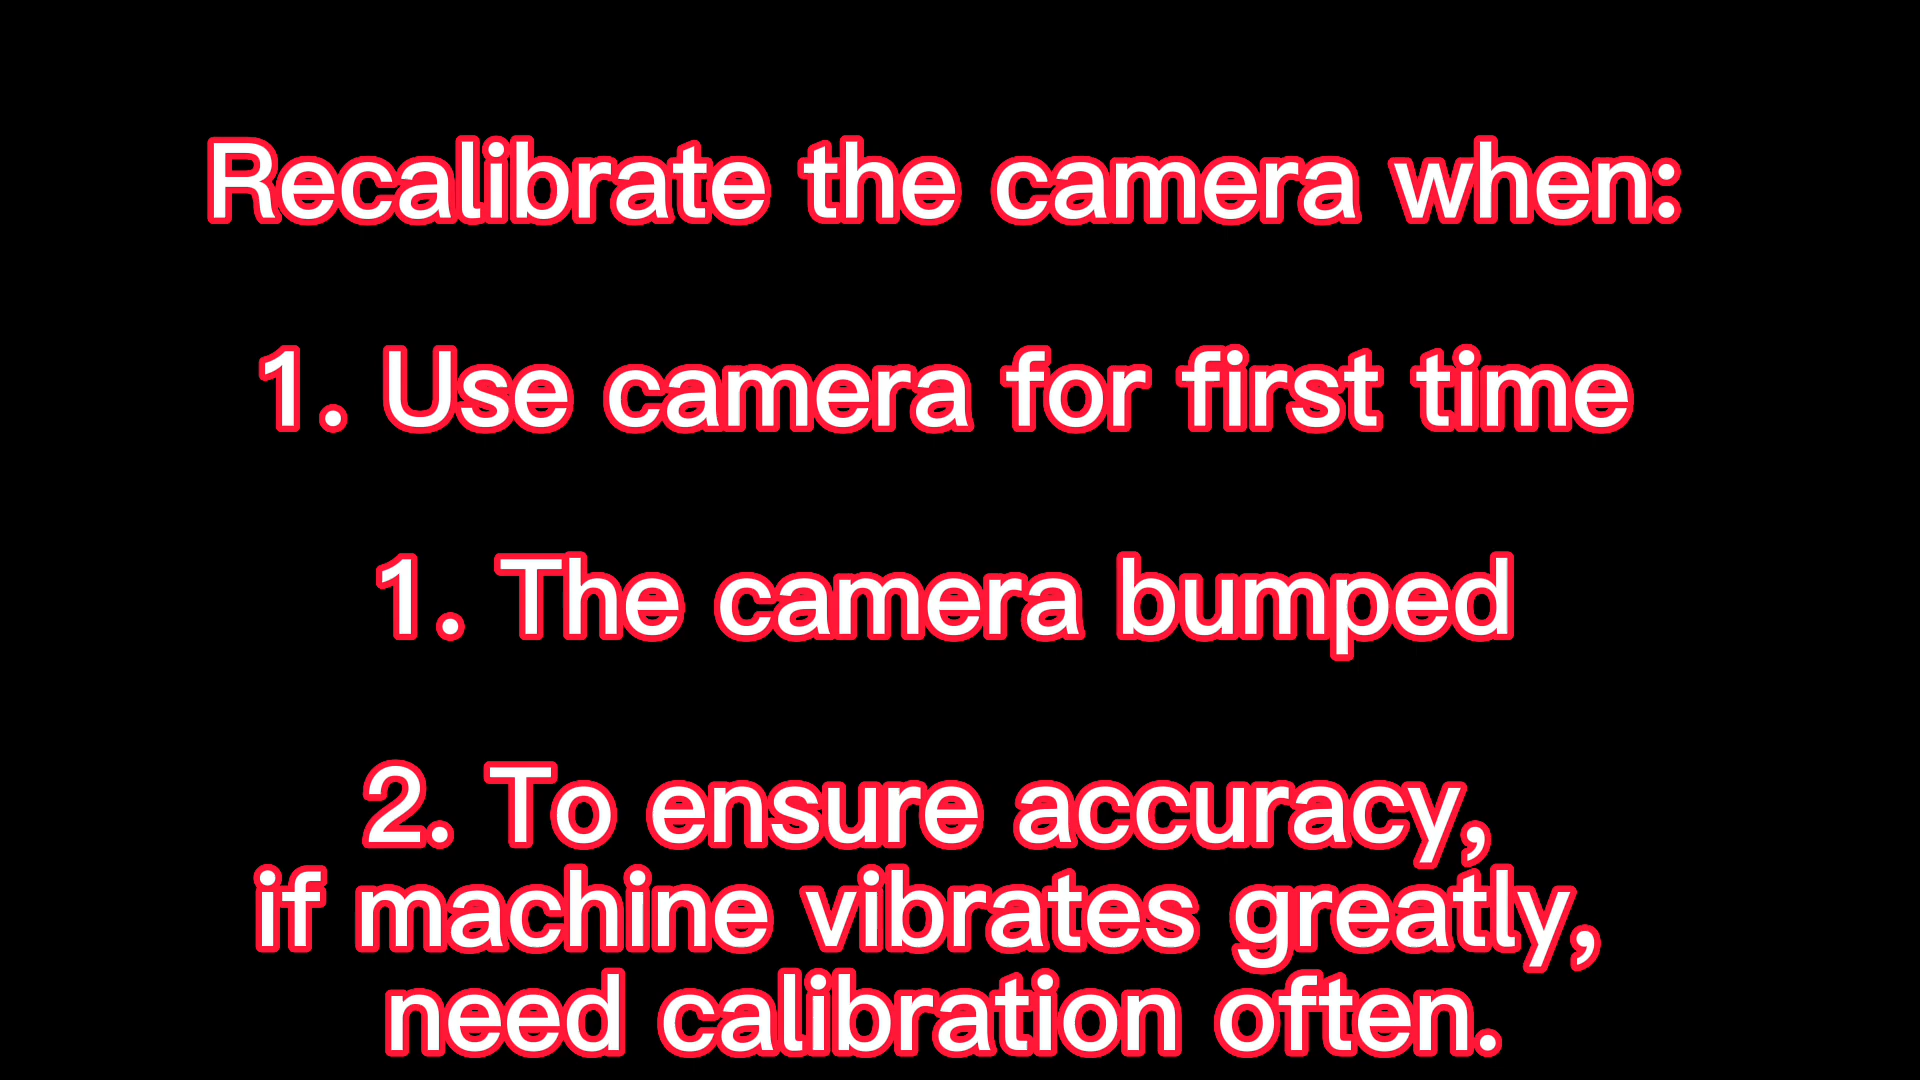 Recalibrate the camera when:
1. Use camera for first time
1. The camera bumped
2. To ensure accuracy,
if machine vibrates greatly,
need calibration often.